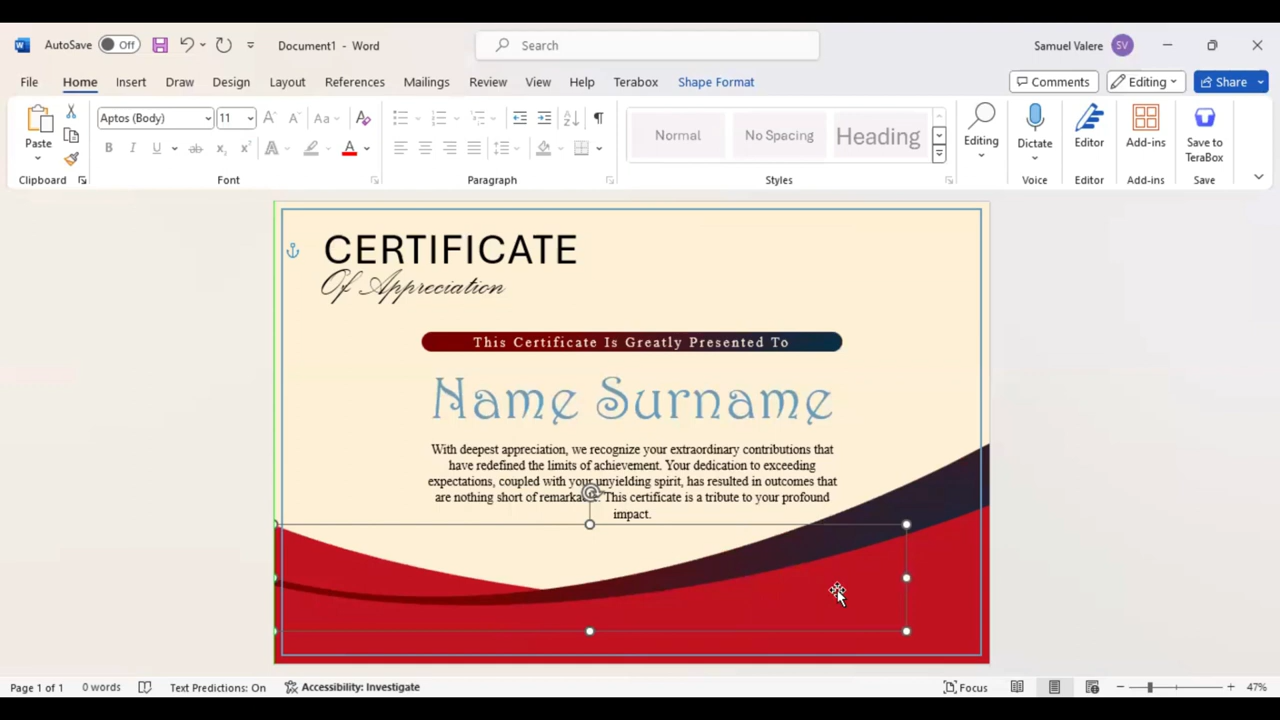 AutoSave Off Document1 - Word Search Samuel Valere SV
File Home Insert Draw Design Layout References Mailings Review View Help Terabox Shape Format Comments Editing Share
Paste Aptos (Body) 11 A A Aa A Normal No Spacing Heading Editing Dictate Editor Add-ins Save to TeraBox
B I U ab x₂ x² A A
Clipboard Font Paragraph Styles Voice Editor Add-ins Save
CERTIFICATE
Of Appreciation
This Certificate Is Greatly Presented To
Name Surname
With deepest appreciation, we recognize your extraordinary contributions that
have redefined the limits of achievement. Your dedication to exceeding
expectations, coupled with your unyielding spirit, has resulted in outcomes that
are nothing short of This certificate is a tribute to your profound
impact.
Page 1 of 1 0 words Text Predictions: On Accessibility: Investigate Focus 47%